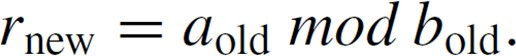 r_new = a_old mod b_old.